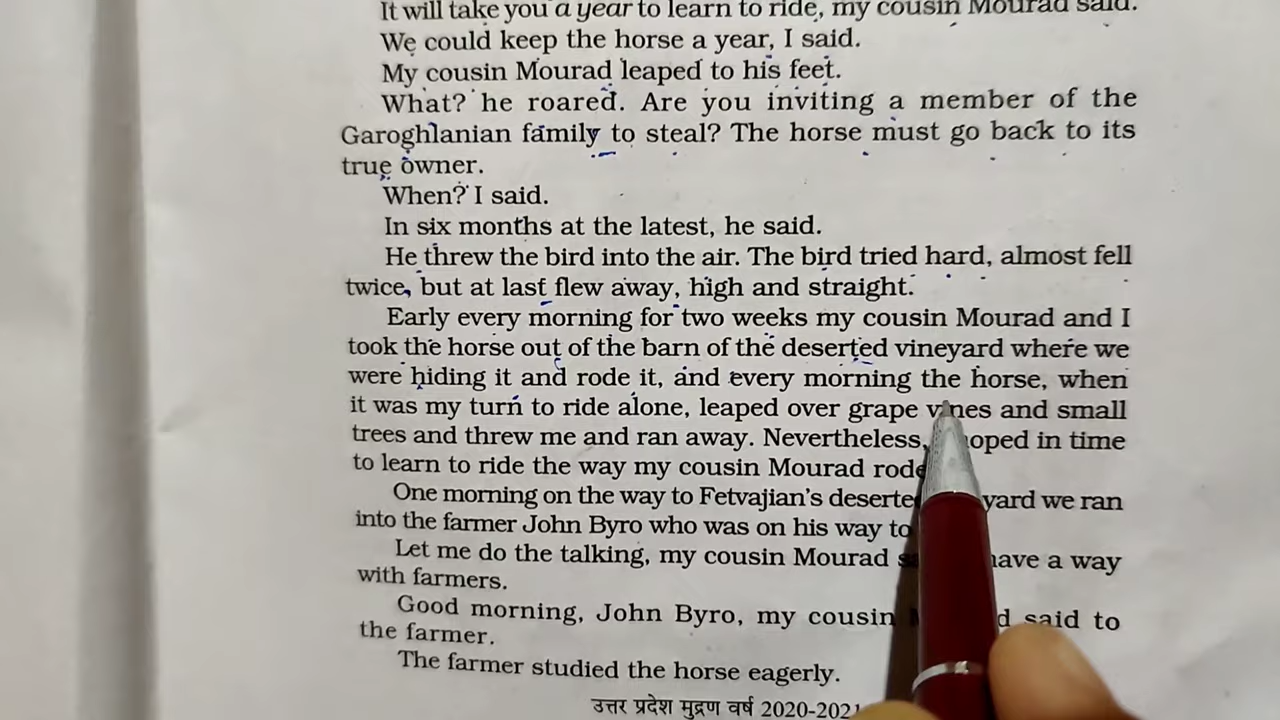 It will take you a year to learn to ride, my cousin Mourad said.
We could keep the horse a year, I said.
My cousin Mourad leaped to his feet.
What? he roared. Are you inviting a member of the
Garoghlanian family to steal? The horse must go back to its
true owner.
When? I said.
In six months at the latest, he said.
He threw the bird into the air. The bird tried hard, almost fell
twice, but at last flew away, high and straight.
Early every morning for two weeks my cousin Mourad and I
took the horse out of the barn of the deserted vineyard where we
were hiding it and rode it, and every morning the horse, when
it was my turn to ride alone, leaped over grape vines and small
trees and threw me and ran away. Nevertheless, hoped in time
to learn to ride the way my cousin Mourad rode
One morning on the way to Fetvajian's deserted yard we ran
into the farmer John Byro who was on his way to
Let me do the talking, my cousin Mourad have a way
with farmers.
Good morning, John Byro, my cousin said to
the farmer.
The farmer studied the horse eagerly.
उत्तर प्रदेश मुद्रण वर्ष 2020-2021